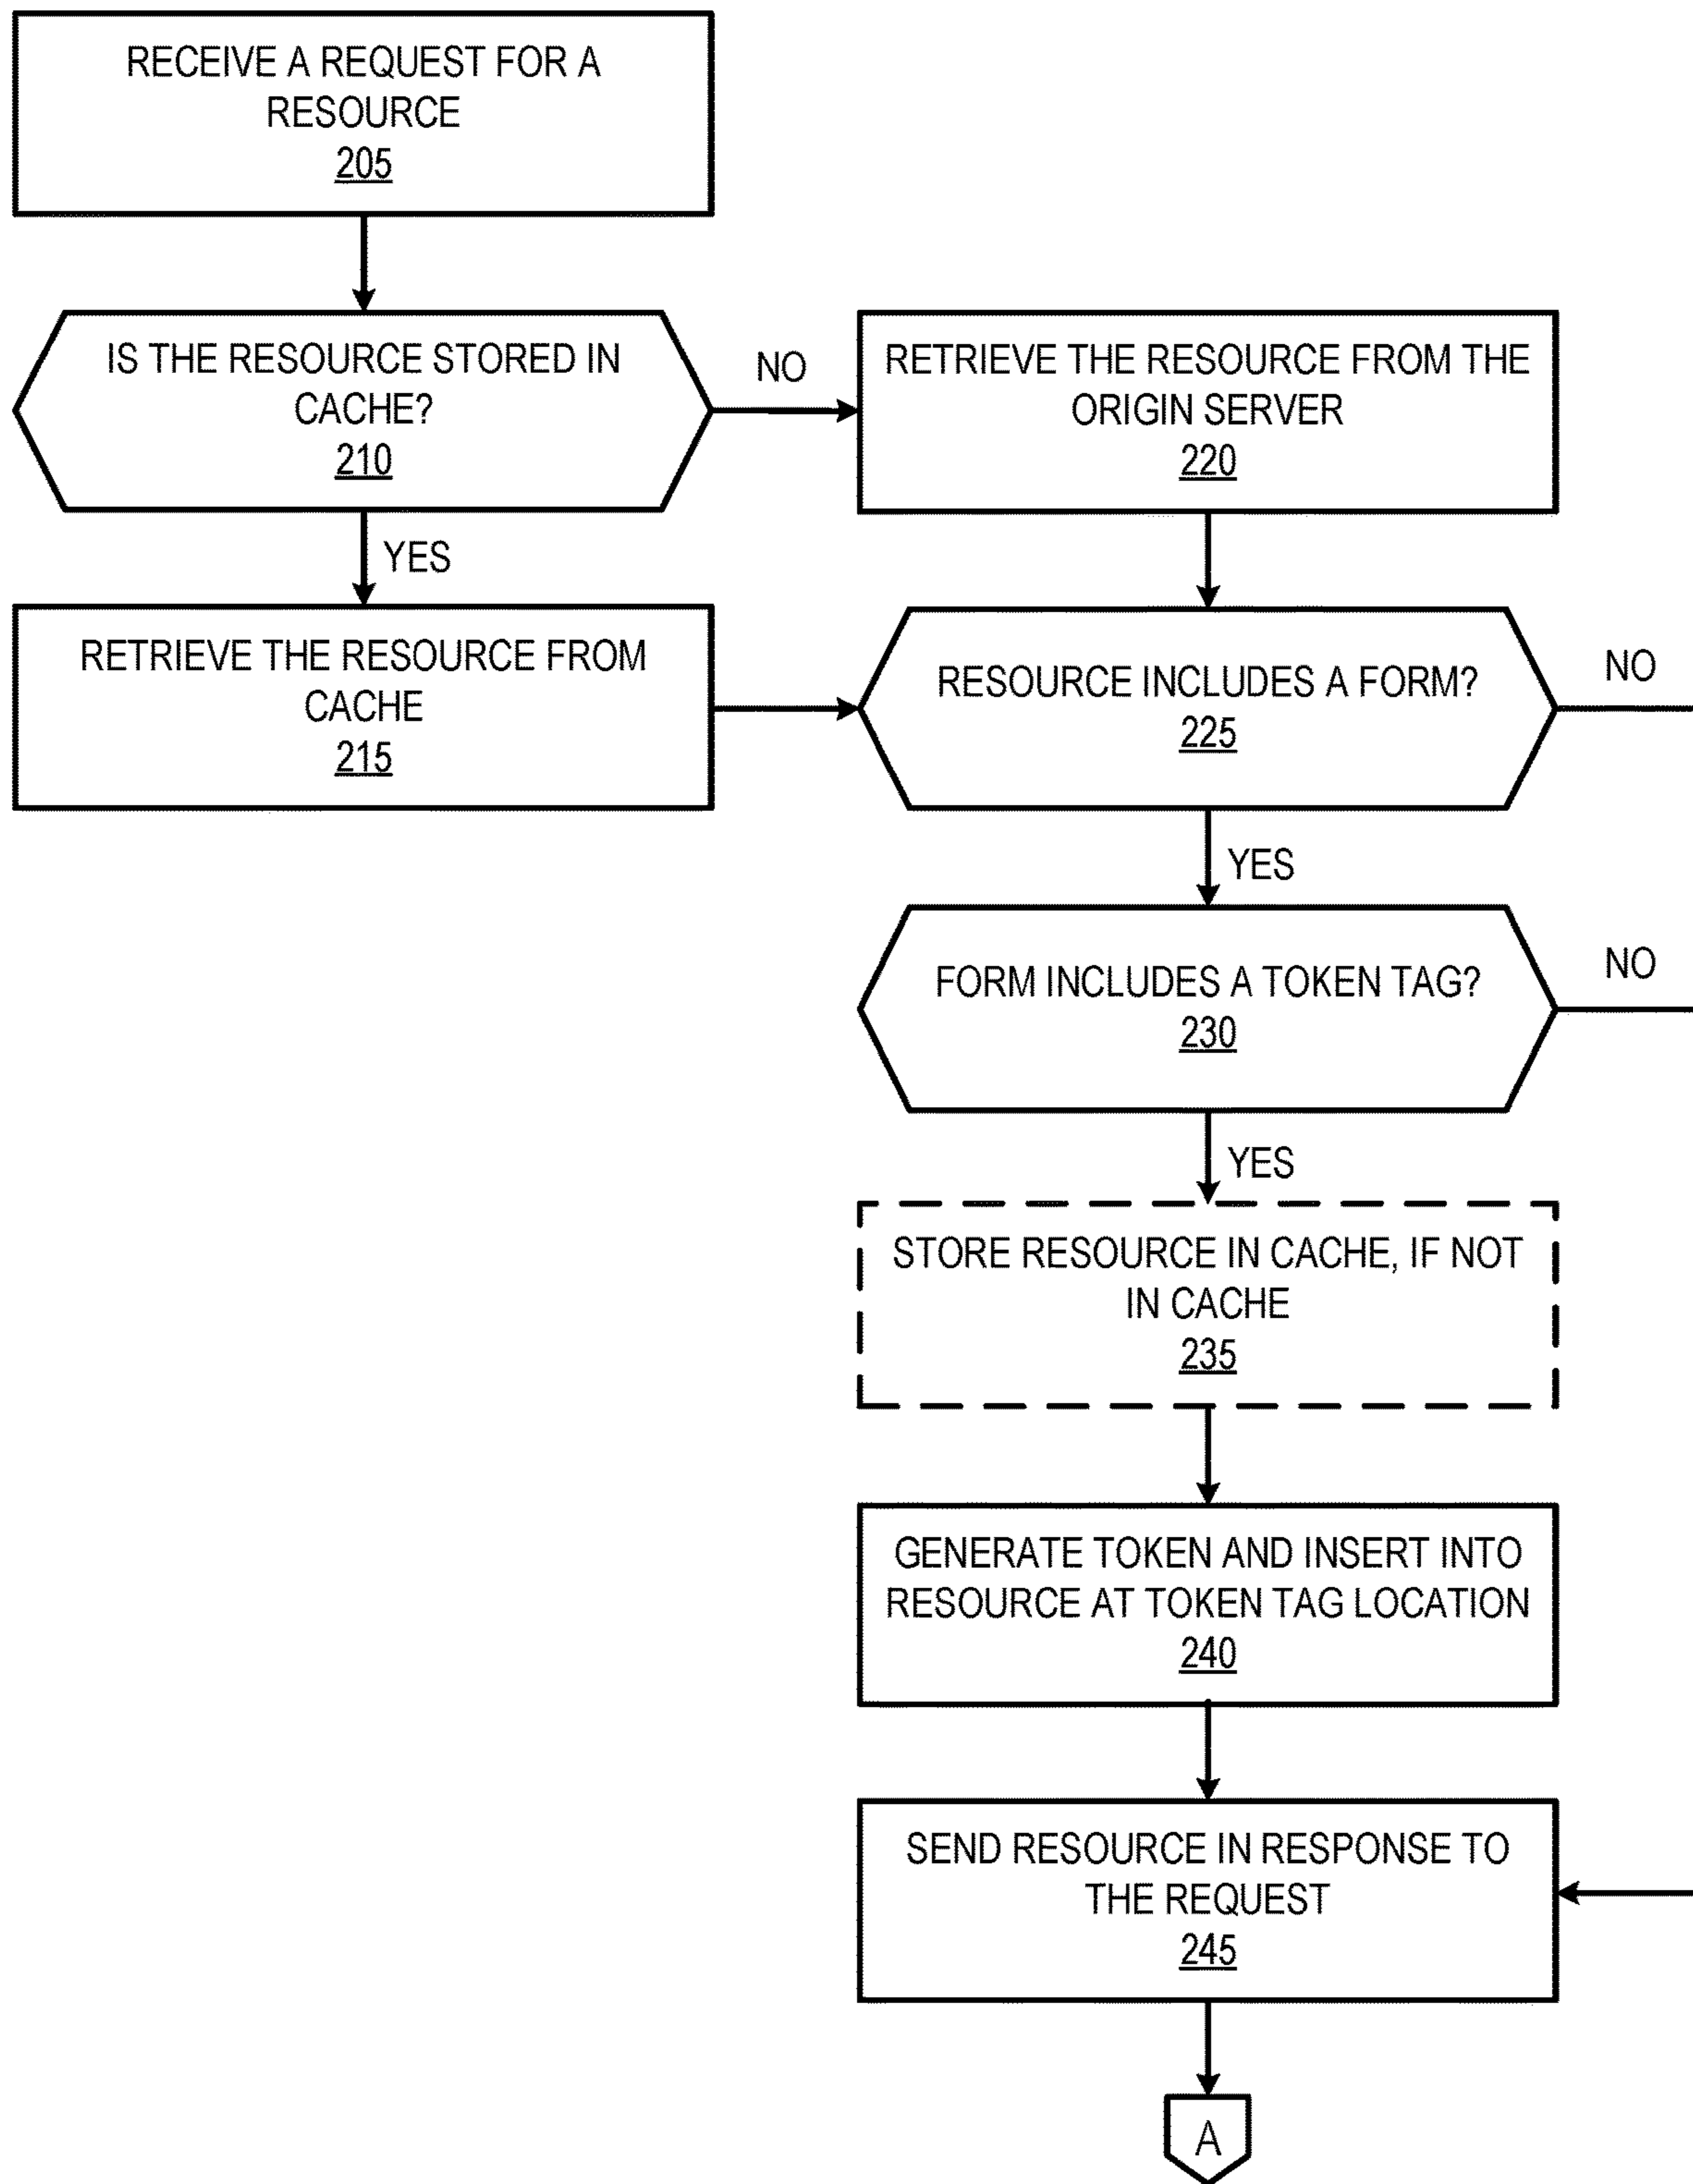 RECEIVE A REQUEST FOR A
RESOURCE
205
IS THE RESOURCE STORED IN
CACHE?
210
NO
RETRIEVE THE RESOURCE FROM THE
ORIGIN SERVER
220
YES
RETRIEVE THE RESOURCE FROM
CACHE
215
RESOURCE INCLUDES A FORM?
225
NO
YES
FORM INCLUDES A TOKEN TAG?
230
NO
YES
STORE RESOURCE IN CACHE, IF NOT
IN CACHE
235
GENERATE TOKEN AND INSERT INTO
RESOURCE AT TOKEN TAG LOCATION
240
SEND RESOURCE IN RESPONSE TO
THE REQUEST
245
A